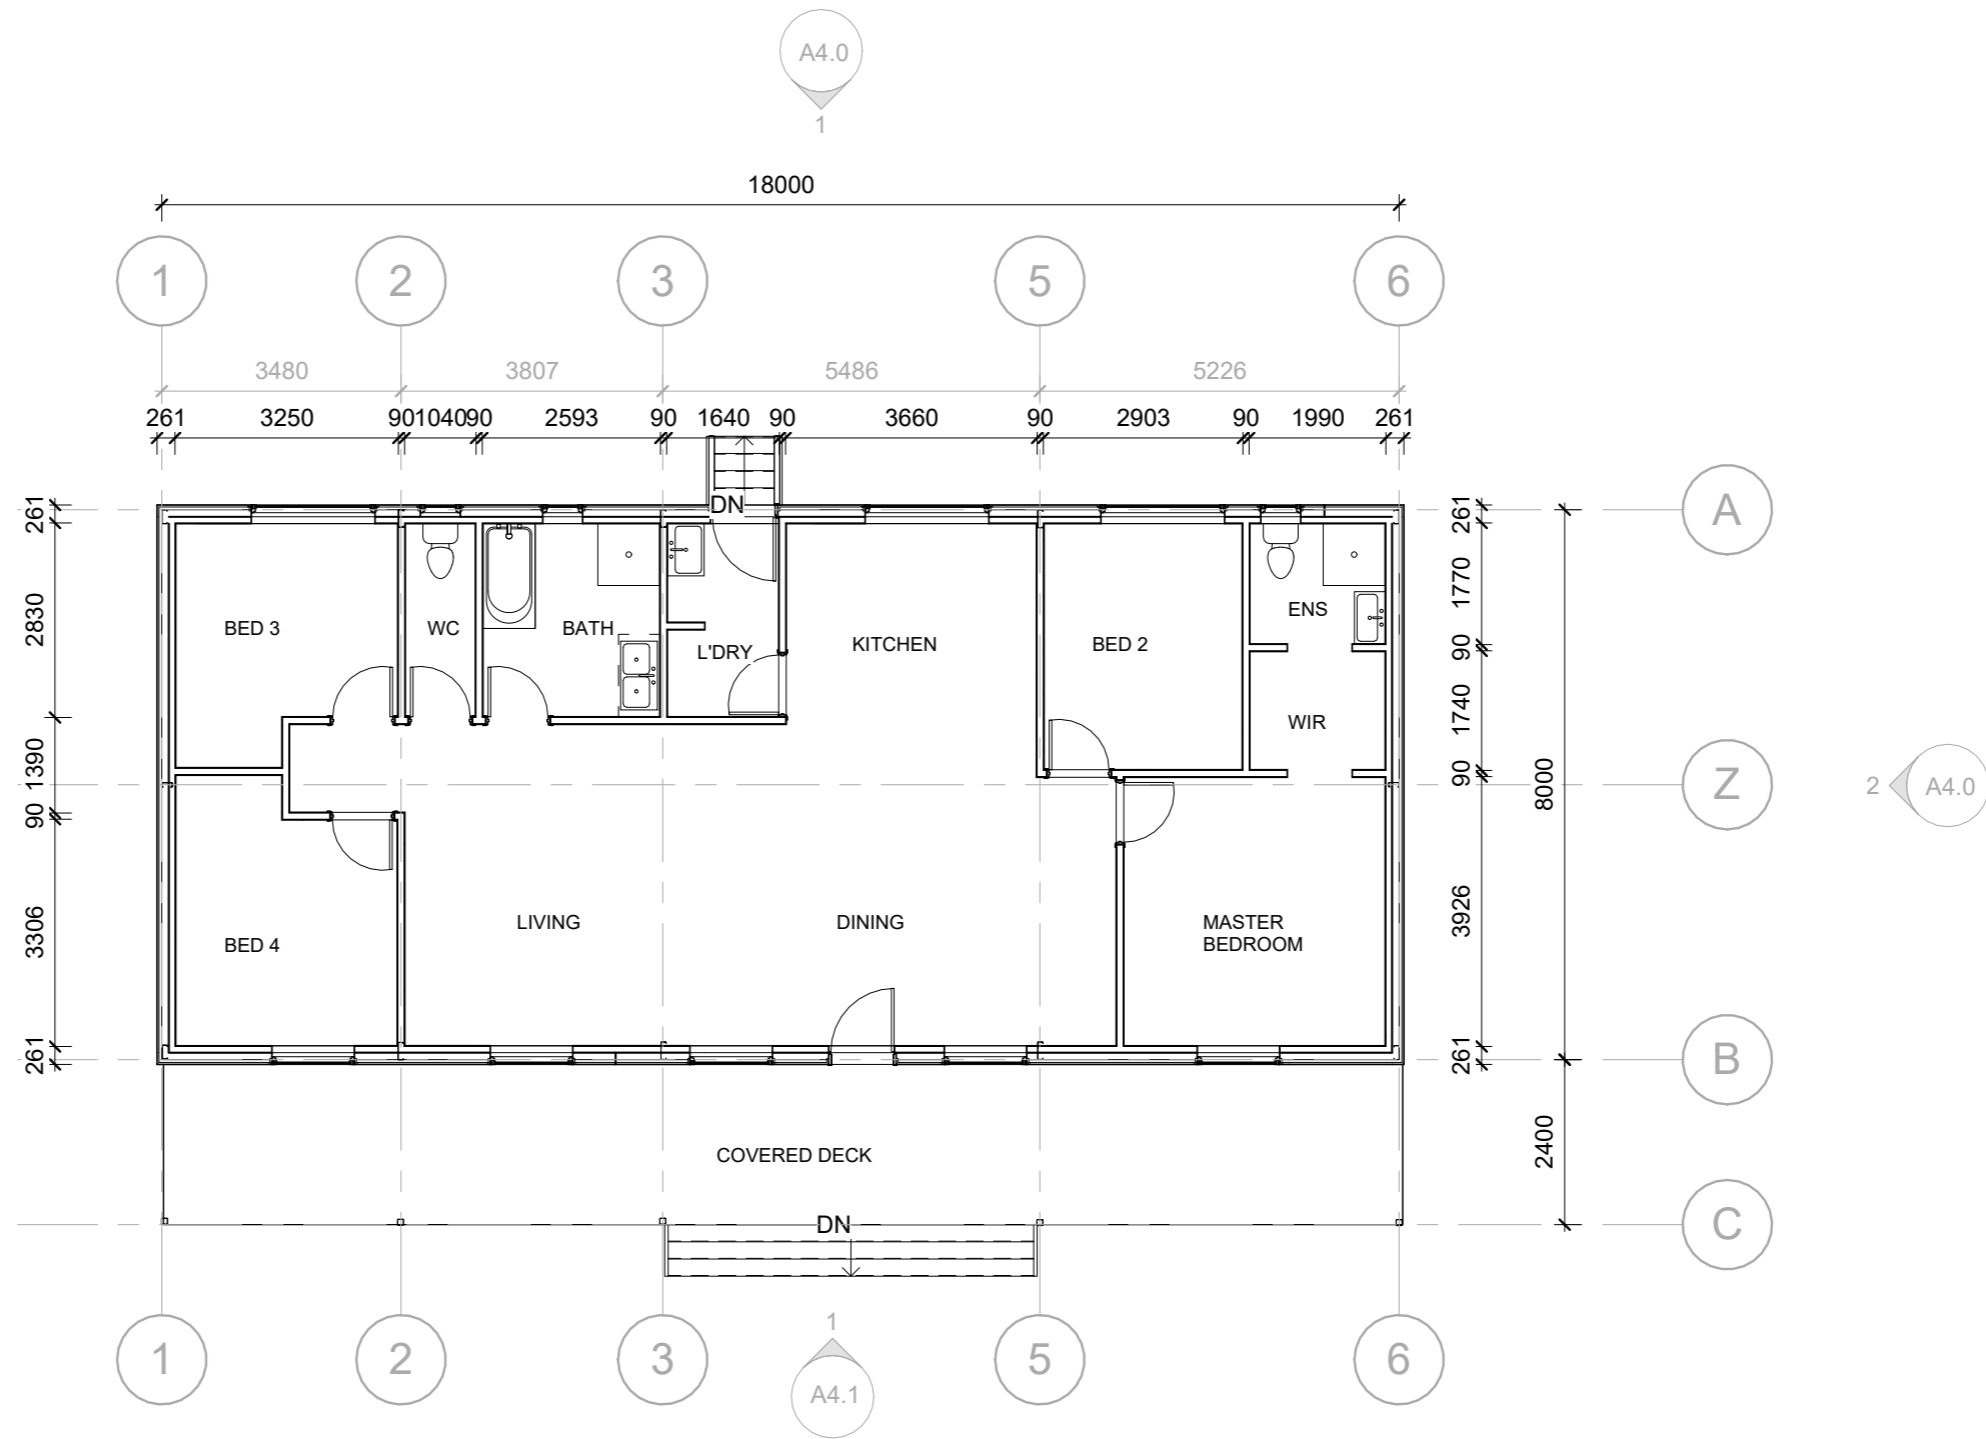 A4.0
1
18000
1
2
3
5
6
3480
3807
5486
5226
261
3250
90
1040
90
2593
90
1640
90
3660
90
2903
90
1990
261
DN
A
261
2830
1390
90
3306
261
261
1770
90
1740
90
3926
261
8000
2400
BED 3
WC
BATH
L'DRY
KITCHEN
BED 2
ENS
WIR
Z
2
A4.0
LIVING
DINING
MASTER
BEDROOM
BED 4
B
COVERED DECK
DN
C
1
2
3
1
A4.1
5
6